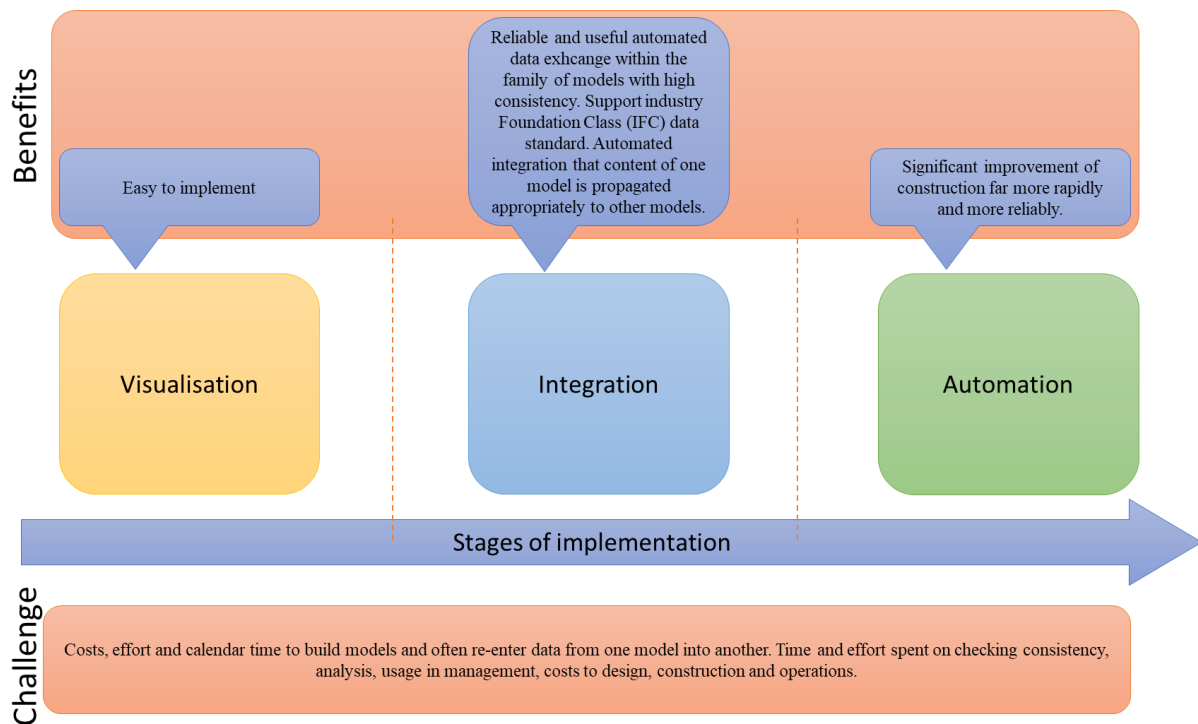 Benefits
Reliable and useful automated
data exhcange within the
family of models with high
consistency. Support industry
Foundation Class (IFC) data
standard. Automated
integration that content of one
model is propagated
appropriately to other models.
Easy to implement
Significant improvement of
construction far more rapidly
and more reliably.
Visualisation
Integration
Automation
Stages of implementation
Challenge
Costs, effort and calendar time to build models and often re-enter data from one model into another. Time and effort spent on checking consistency,
analysis, usage in management, costs to design, construction and operations.